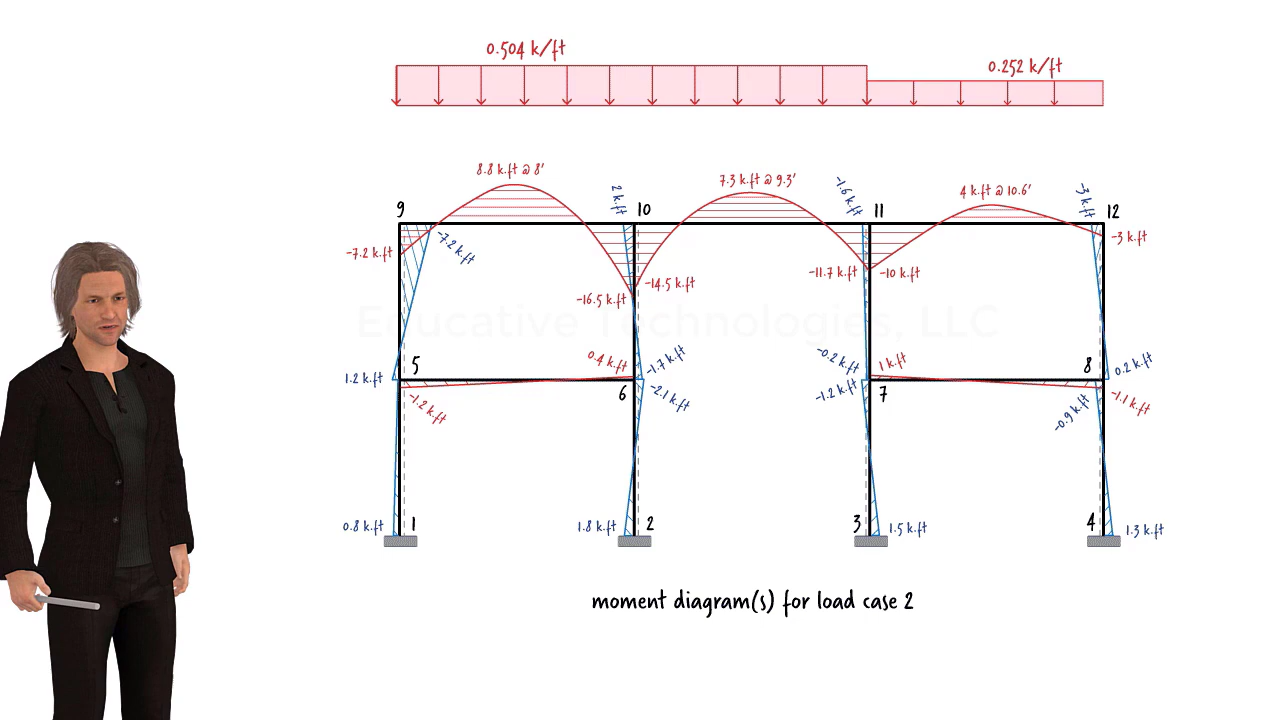 0.504 k/ft
0.252 k/ft
8.8 k.ft @ 8'
7.3 k.ft @ 9.3'
4 k.ft @ 10.6'
2 k.ft
-1.6 k.ft
-3 k.ft
9
10
11
12
-7.2 k.ft
-7.2 k.ft
-3 k.ft
-16.5 k.ft
-14.5 k.ft
-11.7 k.ft
-10 k.ft
Educative Technologies, LLC
5
0.4 k.ft
-1.7 k.ft
-0.2 k.ft
1 k.ft
8
0.2 k.ft
1.2 k.ft
-1.2 k.ft
6
-2.1 k.ft
-1.2 k.ft
7
-0.9 k.ft
-1.1 k.ft
0.8 k.ft
1
1.8 k.ft
2
3
1.5 k.ft
4
1.3 k.ft
moment diagram(s) for load case 2